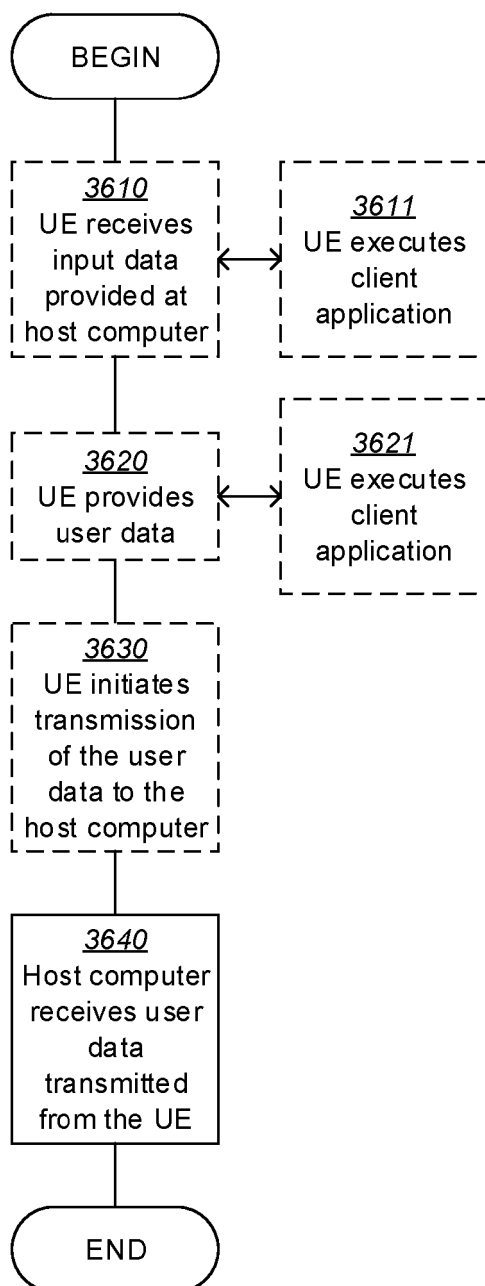 BEGIN
3610
UE receives
input data
provided at
host computer
3611
UE executes
client
application
3620
UE provides
user data
3621
UE executes
client
application
3630
UE initiates
transmission
of the user
data to the
host computer
3640
Host computer
receives user
data
transmitted
from the UE
END